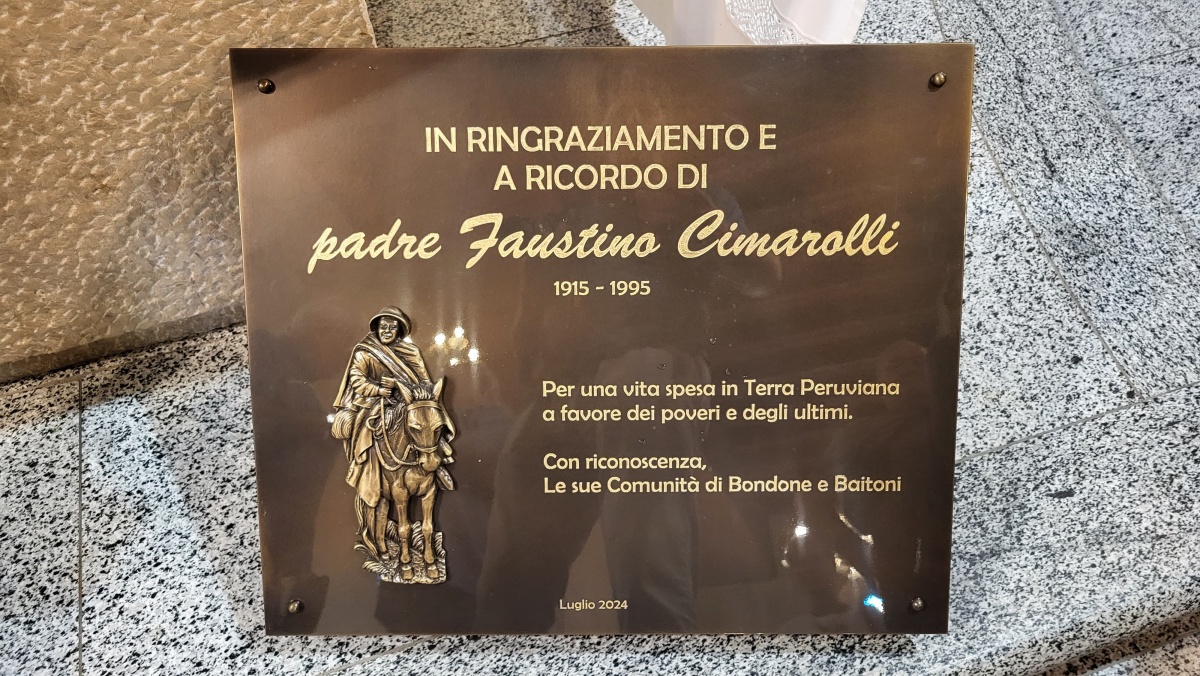 IN RINGRAZIAMENTO E
A RICORDO DI
padre Faustino Cimarolli
1915 - 1995
Per una vita spesa in Terra Peruviana
a favore dei poveri e degli ultimi.
Con riconoscenza,
Le sue Comunità di Bondone e Baitoni
Luglio 2024